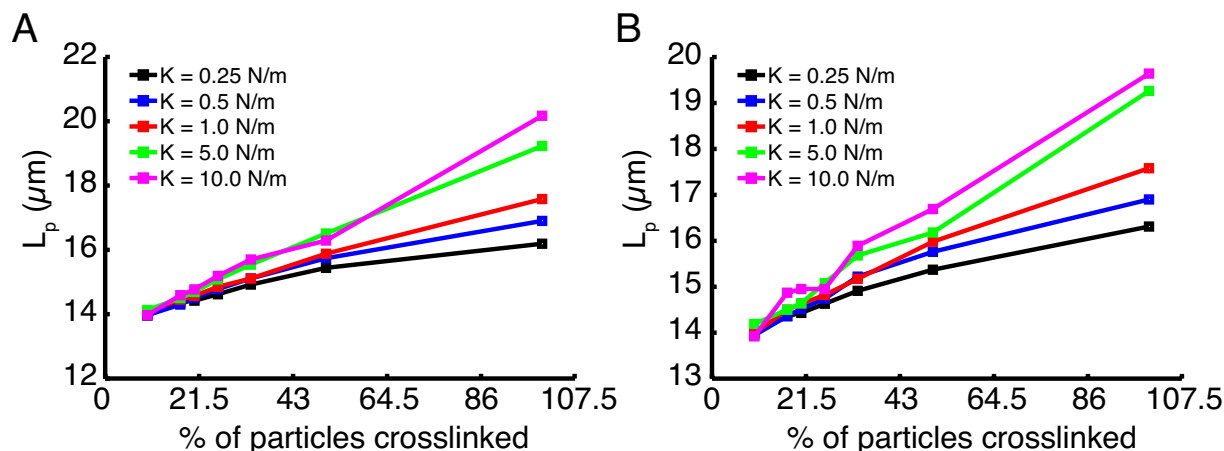 A
22
20
18
16
14
12
L_p (µm)
K = 0.25 N/m
K = 0.5 N/m
K = 1.0 N/m
K = 5.0 N/m
K = 10.0 N/m
0 21.5 43 64.5 86 107.5
% of particles crosslinked
B
20
19
18
17
16
15
14
13
L_p (µm)
K = 0.25 N/m
K = 0.5 N/m
K = 1.0 N/m
K = 5.0 N/m
K = 10.0 N/m
0 21.5 43 64.5 86 107.5
% of particles crosslinked